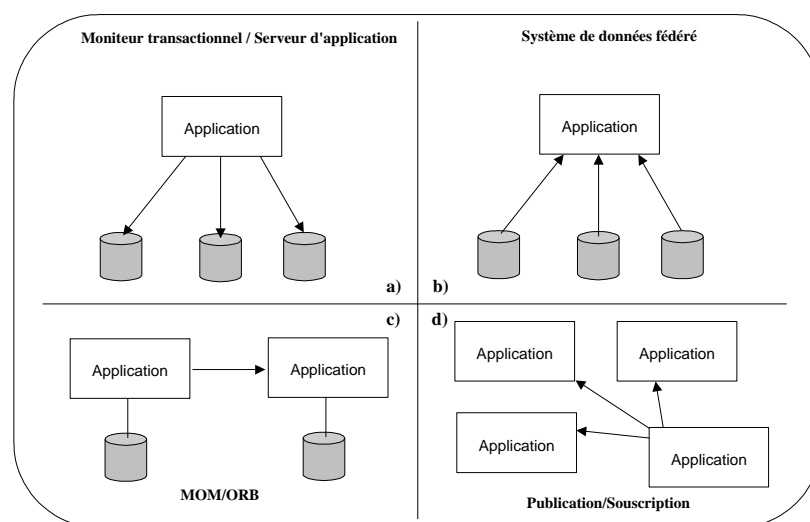 Moniteur transactionnel / Serveur d'application
Application
a)
Système de données fédéré
Application
b)
c)
Application
Application
MOM/ORB
d)
Application
Application
Application
Application
Publication/Souscription